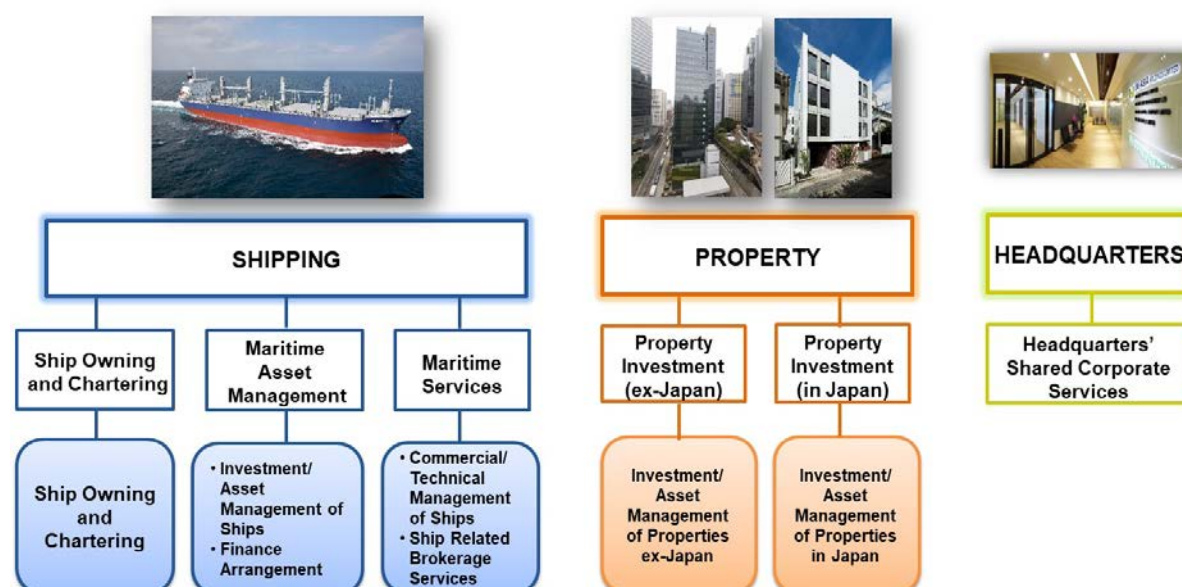 SHIPPING
PROPERTY
HEADQUARTERS
Ship Owning
and Chartering
Maritime
Asset
Management
Maritime
Services
Property
Investment
(ex-Japan)
Property
Investment
(in Japan)
Headquarters’
Shared Corporate
Services
Ship Owning
and
Chartering
• Investment/
Asset
Management of
Ships
• Finance
Arrangement
• Commercial/
Technical
Management
of Ships
• Ship Related
Brokerage
Services
Investment/
Asset
Management
of Properties
ex-Japan
Investment/
Asset
Management
of Properties
in Japan